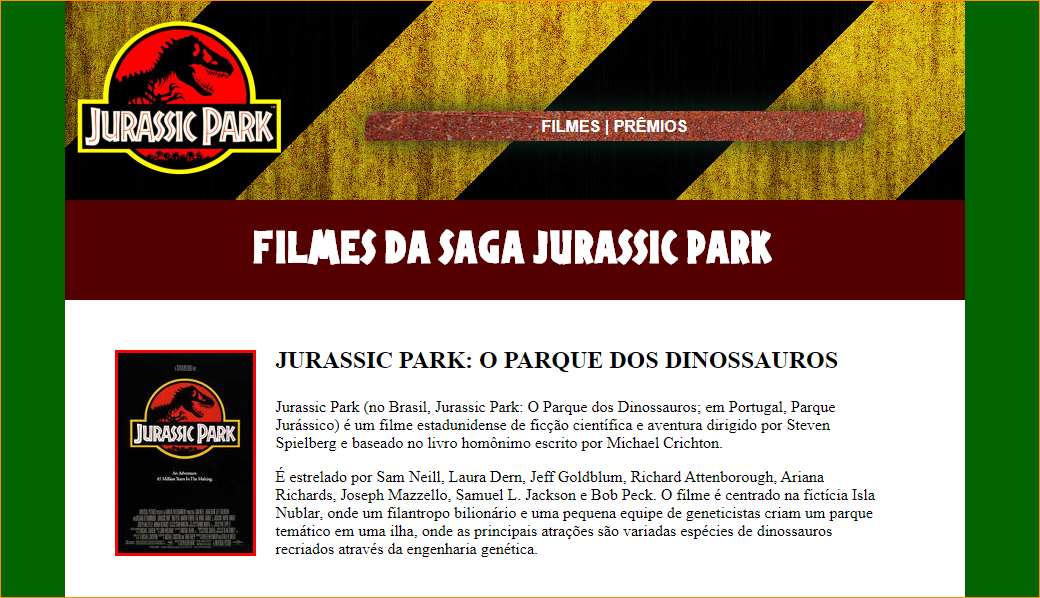 JURASSIC PARK
FILMES | PRÊMIOS
FILMES DA SAGA JURASSIC PARK
JURASSIC PARK
An Adventure
65 Million Years In The Making.
JURASSIC PARK: O PARQUE DOS DINOSSAUROS
Jurassic Park (no Brasil, Jurassic Park: O Parque dos Dinossauros; em Portugal, Parque
Jurássico) é um filme estadunidense de ficção científica e aventura dirigido por Steven
Spielberg e baseado no livro homônimo escrito por Michael Crichton.
É estrelado por Sam Neill, Laura Dern, Jeff Goldblum, Richard Attenborough, Ariana
Richards, Joseph Mazzello, Samuel L. Jackson e Bob Peck. O filme é centrado na fictícia Isla
Nublar, onde um filantropo bilionário e uma pequena equipe de geneticistas criam um parque
temático em uma ilha, onde as principais atrações são variadas espécies de dinossauros
recriados através da engenharia genética.